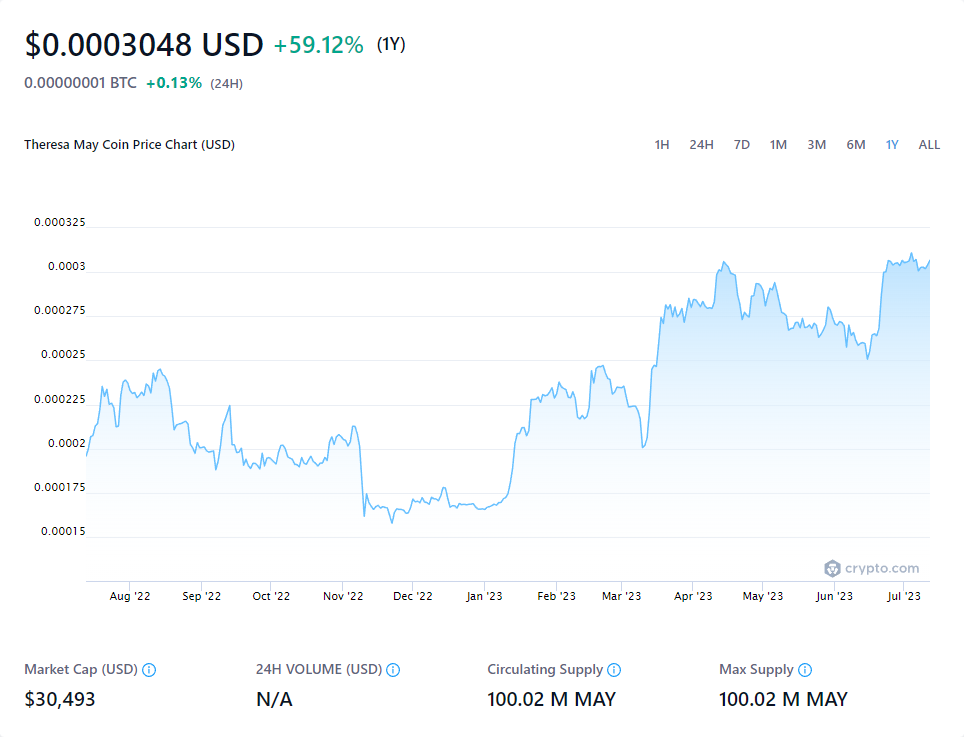 $0.0003048 USD +59.12% (1Y)
0.00000001 BTC +0.13% (24H)
Theresa May Coin Price Chart (USD) 1H 24H 7D 1M 3M 6M 1Y ALL
0.000325
0.0003
0.000275
0.00025
0.000225
0.0002
0.000175
0.00015
crypto.com
Aug '22 Sep '22 Oct '22 Nov '22 Dec '22 Jan '23 Feb '23 Mar '23 Apr '23 May '23 Jun '23 Jul '23
Market Cap (USD) 24H VOLUME (USD) Circulating Supply Max Supply
$30,493 N/A 100.02 M MAY 100.02 M MAY